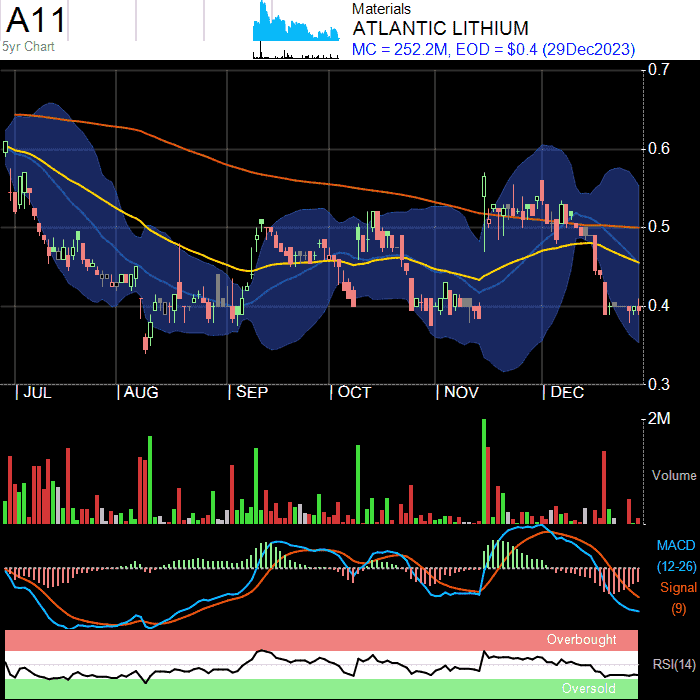 A11
5yr Chart
Materials
ATLANTIC LITHIUM
MC = 252.2M, EOD = $0.4 (29Dec2023)
0.7
0.6
0.5
0.4
0.3
JUL
AUG
SEP
OCT
NOV
DEC
2M
Volume
MACD
(12-26)
Signal
(9)
Overbought
RSI(14)
Oversold